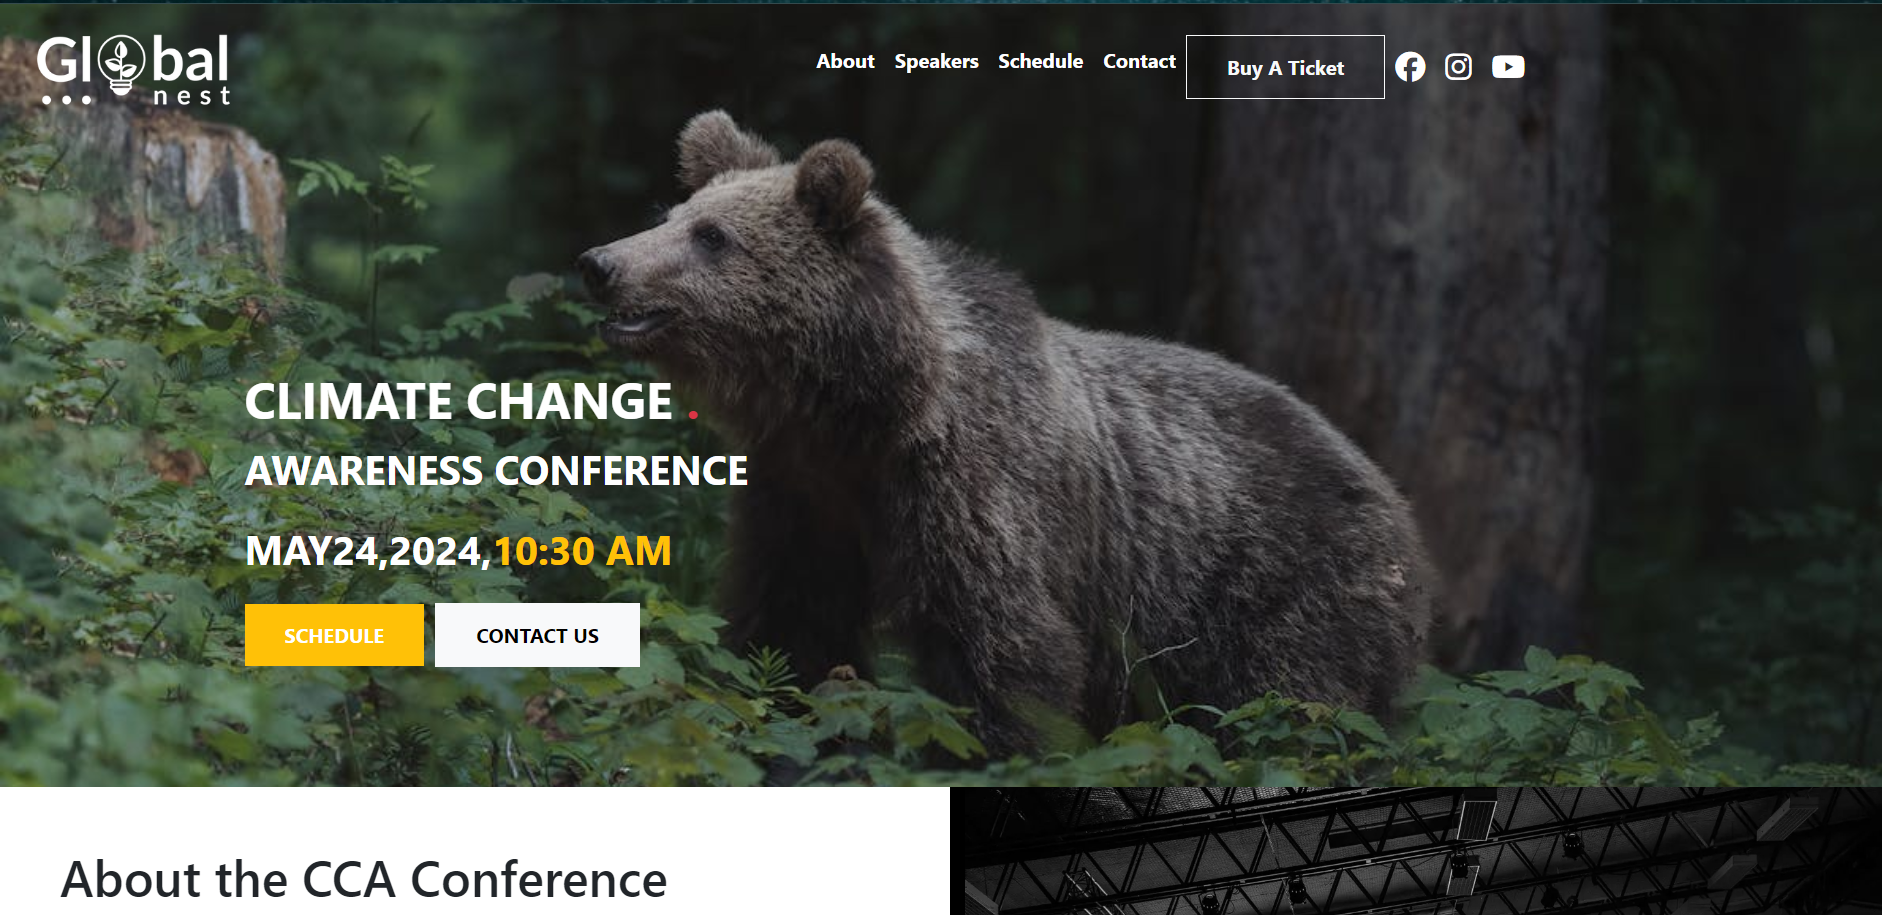 Global
nest
About Speakers Schedule Contact Buy A Ticket
CLIMATE CHANGE .
AWARENESS CONFERENCE
MAY24,2024,10:30 AM
SCHEDULE CONTACT US
About the CCA Conference